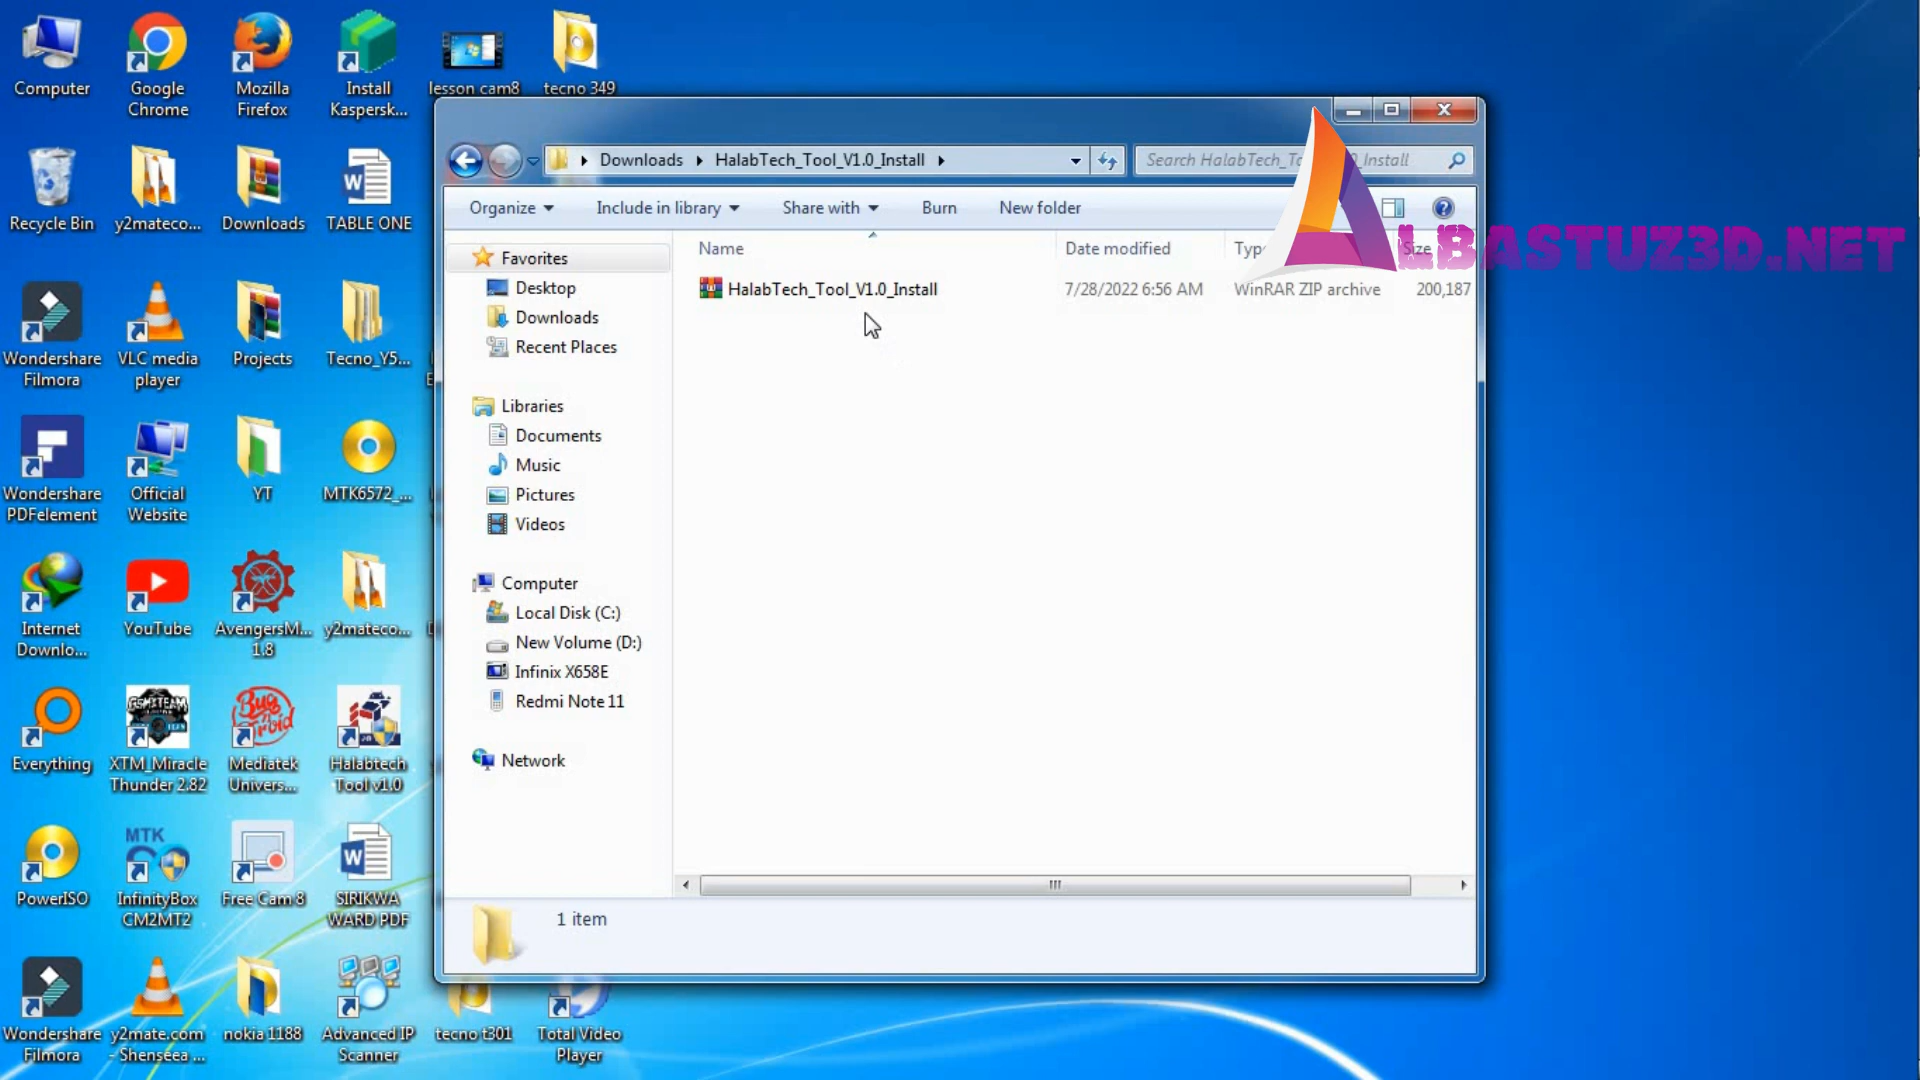 Computer
Google
Chrome
Mozilla
Firefox
Install
Kaspersk...
lesson cam8
tecno 349
Recycle Bin
y2mateco...
Downloads
TABLE ONE
Wondershare
Filmora
VLC media
player
Projects
Tecno_Y5...
Wondershare
PDFelement
Official
Website
YT
MTK6572_...
Internet
Downlo...
YouTube
AvengersM...
1.8
y2mateco...
Everything
XTM_Miracle
Thunder 2.82
Mediatek
Univers...
Halabtech
Tool v1.0
PowerISO
MTK
InfinityBox
CM2MT2
Free Cam 8
SIRIKWA
WARD PDF
Wondershare
Filmora
y2mate.com
- Shenseea ...
nokia 1188
Advanced IP
Scanner
tecno t301
Total Video
Player
Downloads
HalabTech_Tool_V1.0_Install
Organize
Include in library
Share with
Burn
New folder
ALBASTUZ3D.NET
Favorites
Desktop
Downloads
Recent Places
Libraries
Documents
Music
Pictures
Videos
Computer
Local Disk (C:)
New Volume (D:)
Infinix X658E
Redmi Note 11
Network
Name
Date modified
Size
HalabTech_Tool_V1.0_Install
7/28/2022 6:56 AM
WinRAR ZIP archive
200,187
1 item